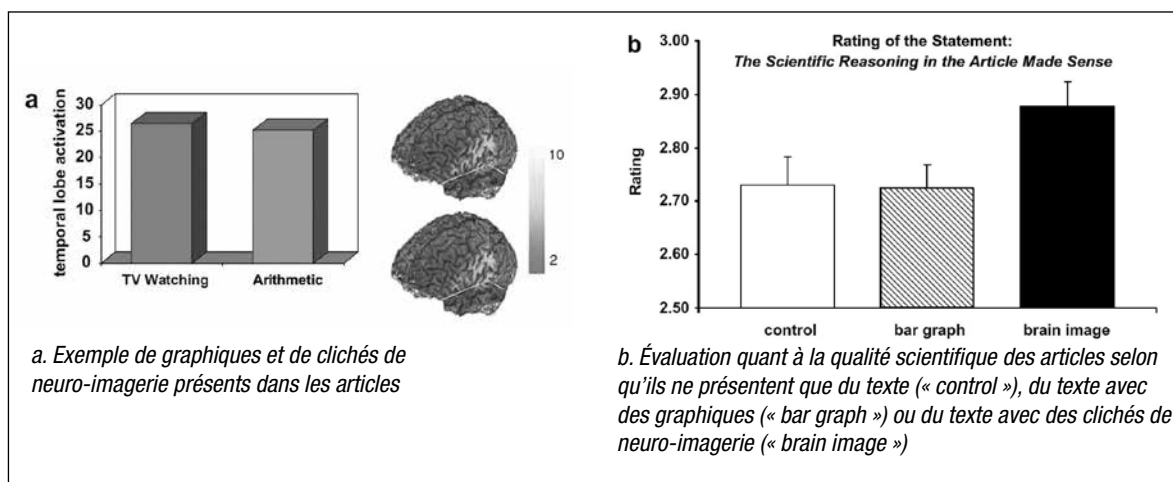 a
temporal lobe activation
30
25
20
15
10
5
0
TV Watching
Arithmetic
10
2
a. Exemple de graphiques et de clichés de
neuro-imagerie présents dans les articles
b
Rating of the Statement:
The Scientific Reasoning in the Article Made Sense
Rating
3.00
2.90
2.80
2.70
2.60
2.50
control
bar graph
brain image
b. Évaluation quant à la qualité scientifique des articles selon
qu’ils ne présentent que du texte (« control »), du texte avec
des graphiques (« bar graph ») ou du texte avec des clichés de
neuro-imagerie (« brain image »)